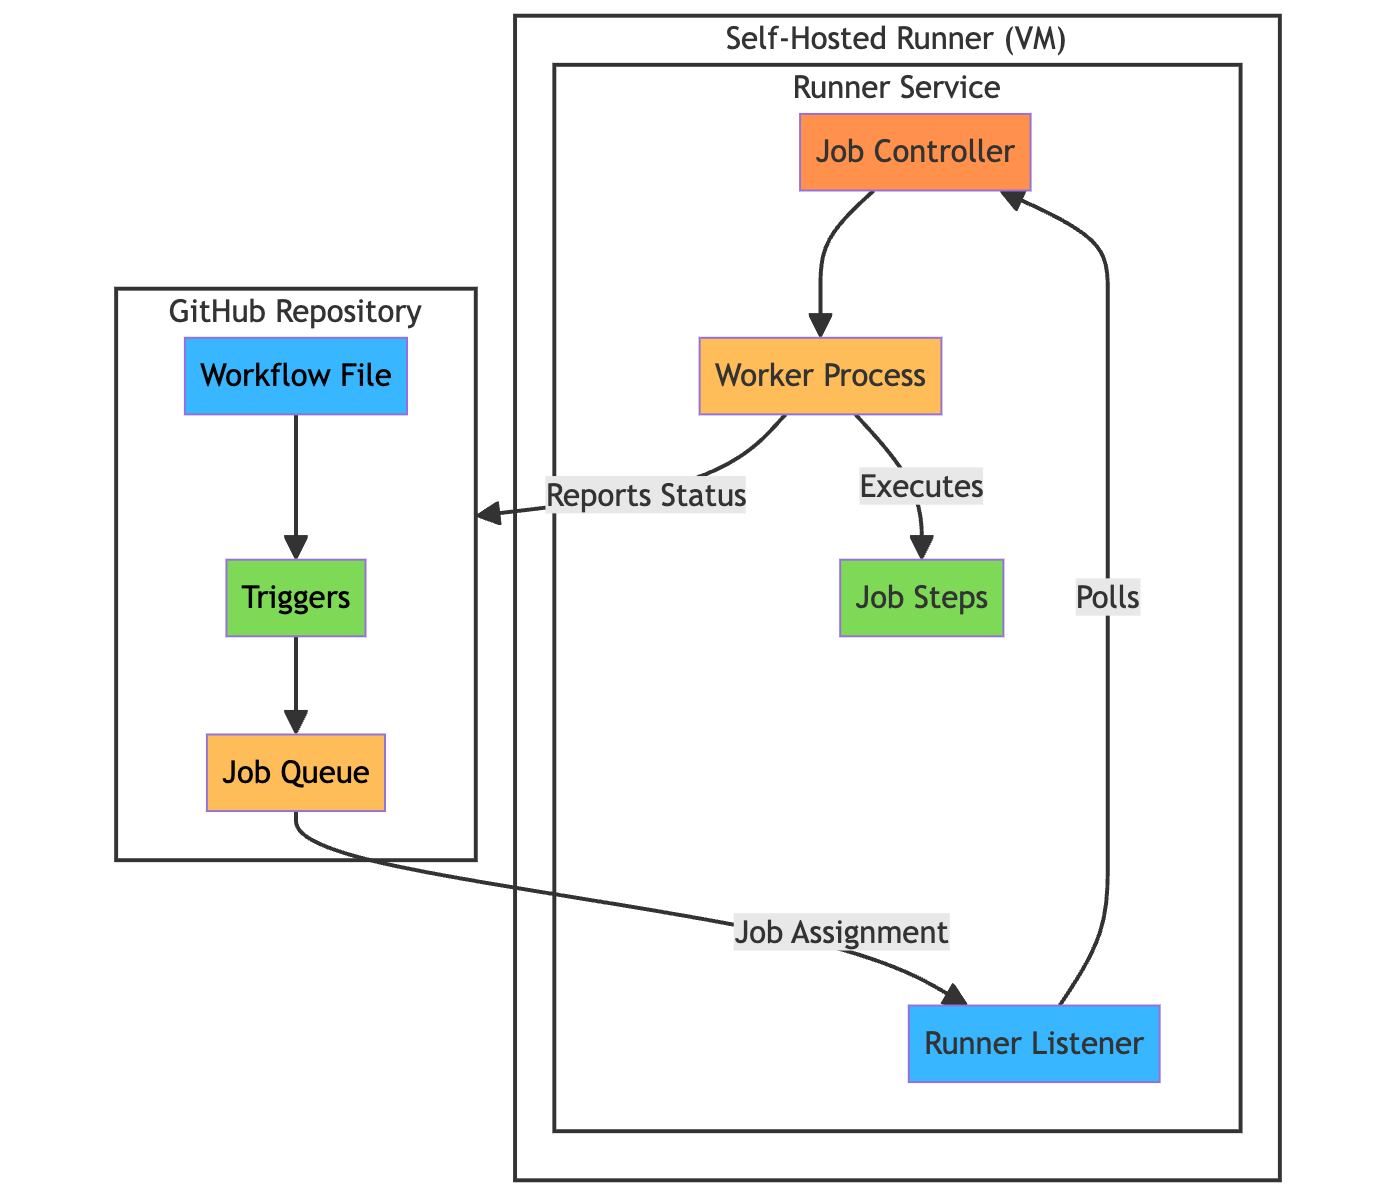 Self-Hosted Runner (VM)
Runner Service
Job Controller
GitHub Repository
Workflow File
Worker Process
Reports Status
Executes
Triggers
Job Steps
Polls
Job Queue
Job Assignment
Runner Listener